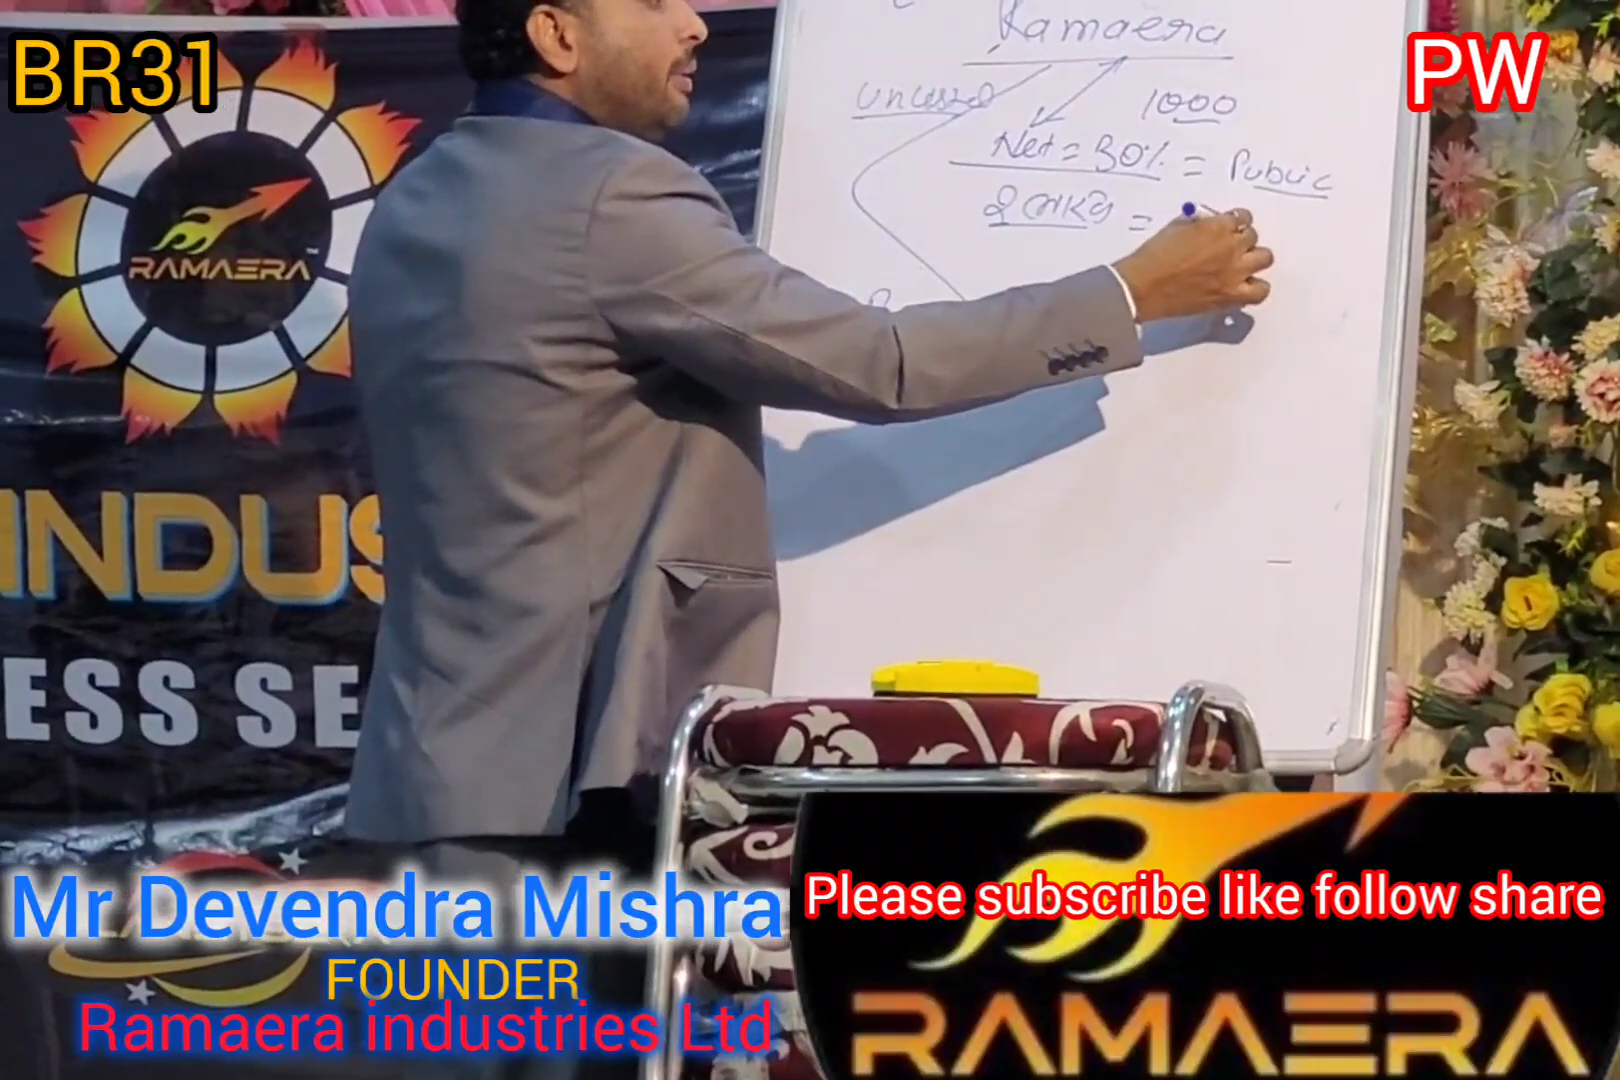 BR31
PW
Ramaera
1000
Net = 30% = Public
RAMAERA
INDUS
ESS SE
Mr Devendra Mishra
Please subscribe like follow share
FOUNDER
Ramaera industries Ltd
RAMAERA